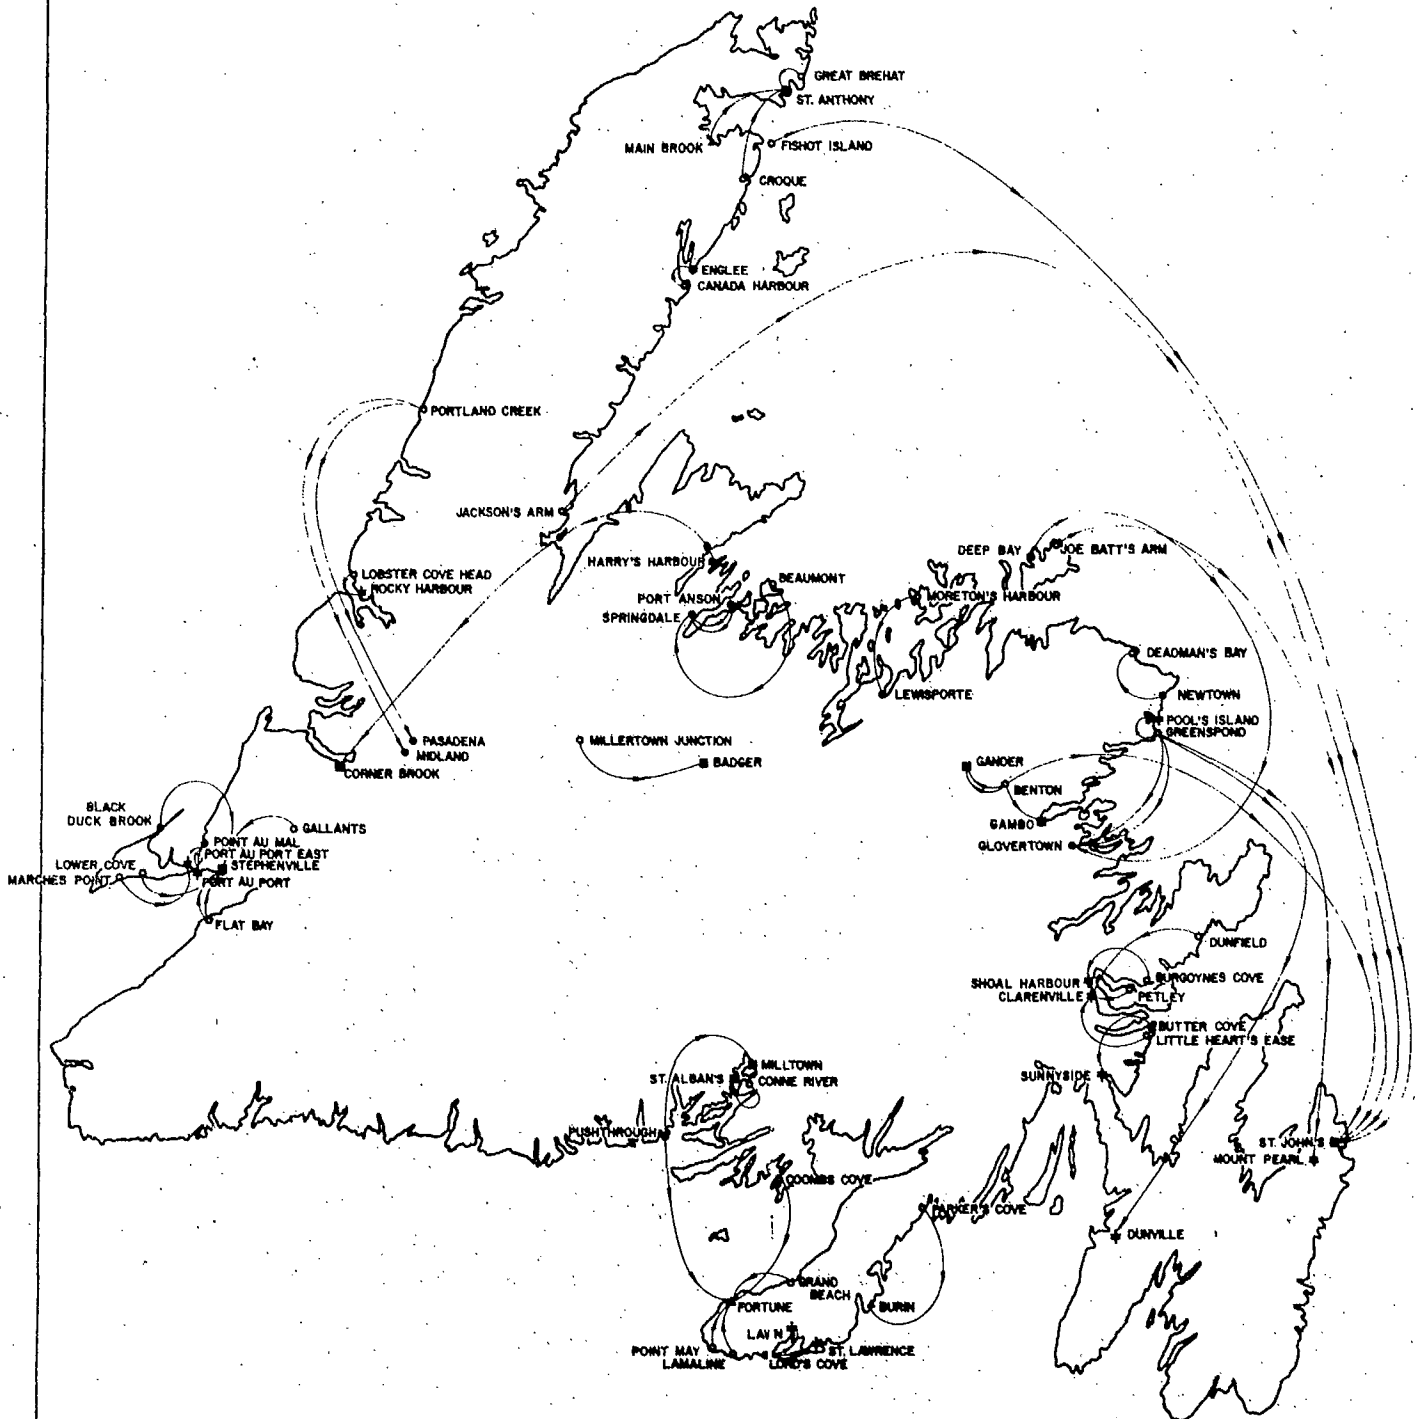 GREAT BREHAT
ST. ANTHONY
MAIN BROOK
FISHOT ISLAND
CROQUE
ENGLEE
CANADA HARBOUR
PORTLAND CREEK
JACKSON'S ARM
DEEP BAY
JOE BATT'S ARM
HARRY'S HARBOUR
LOBSTER COVE HEAD
BEAUMONT
ROCKY HARBOUR
PORT ANSON
MORETON'S HARBOUR
SPRINGDALE
DEADMAN'S BAY
LEWISPORTE
NEWTOWN
POOL'S ISLAND
GREENSPOND
PASADENA
MIDLAND
MILLERTOWN JUNCTION
CORNER BROOK
BADGER
GANDER
BENTON
BLACK
DUCK BROOK
GALLANTS
GAMBO
POINT AU MAL
GLOVERTOWN
PORT AU PORT EAST
LOWER COVE
STEPHENVILLE
MARCHES POINT
PORT AU PORT
FLAT BAY
DUNFIELD
SHOAL HARBOUR
BURGOYNES COVE
CLARENVILLE
PETLEY
BUTTER COVE
LITTLE HEART'S EASE
MILLTOWN
SUNNYSIDE
ST. ALBAN'S
CONNE RIVER
PUSHTHROUGH
ST. JOHN'S
MOUNT PEARL
COOMBS COVE
PARKER'S COVE
DUNVILLE
GRAND
BEACH
FORTUNE
BURIN
LAWN
POINT MAY
ST. LAWRENCE
LAMALINE
LORD'S COVE